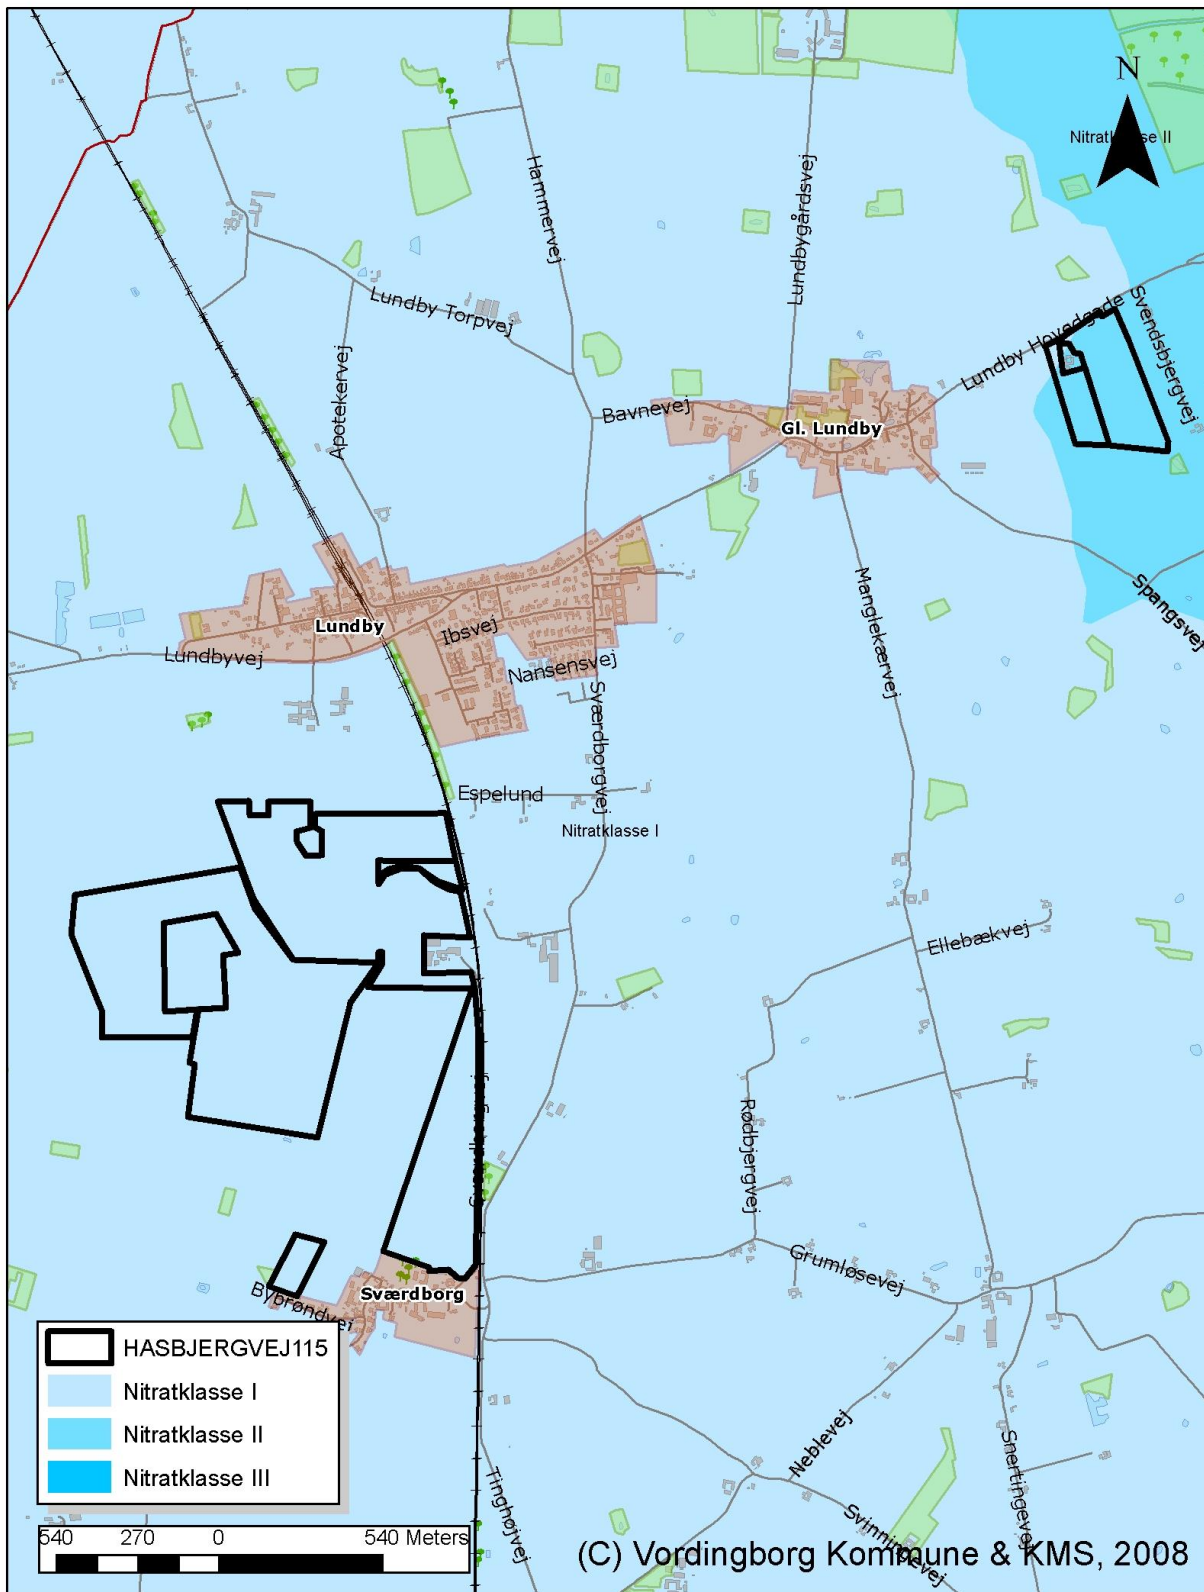 N
Nitratklasse II
Hammervej
Lundbygårdsvej
Lundby Torpvej
Apotekervej
Svendsbjergvej
Lundby Hovedgade
Bavnevej
Gl. Lundby
Manglekærvej
Spangsvej
Lundby
Ibsvej
Lundbyvej
Nansensvej
Sværdborgvej
Espelund
Nitratklasse I
Ellebækvej
Rødbjergvej
Grumløsevej
Sværdborg
Bybrøndvej
HASBJERGVEJ115
Nitratklasse I
Nitratklasse II
Nitratklasse III
Neblevej
Snertingevej
Tinghøjvej
Svinningevej
540 270 0 540 Meters
(C) Vordingborg Kommune & KMS, 2008